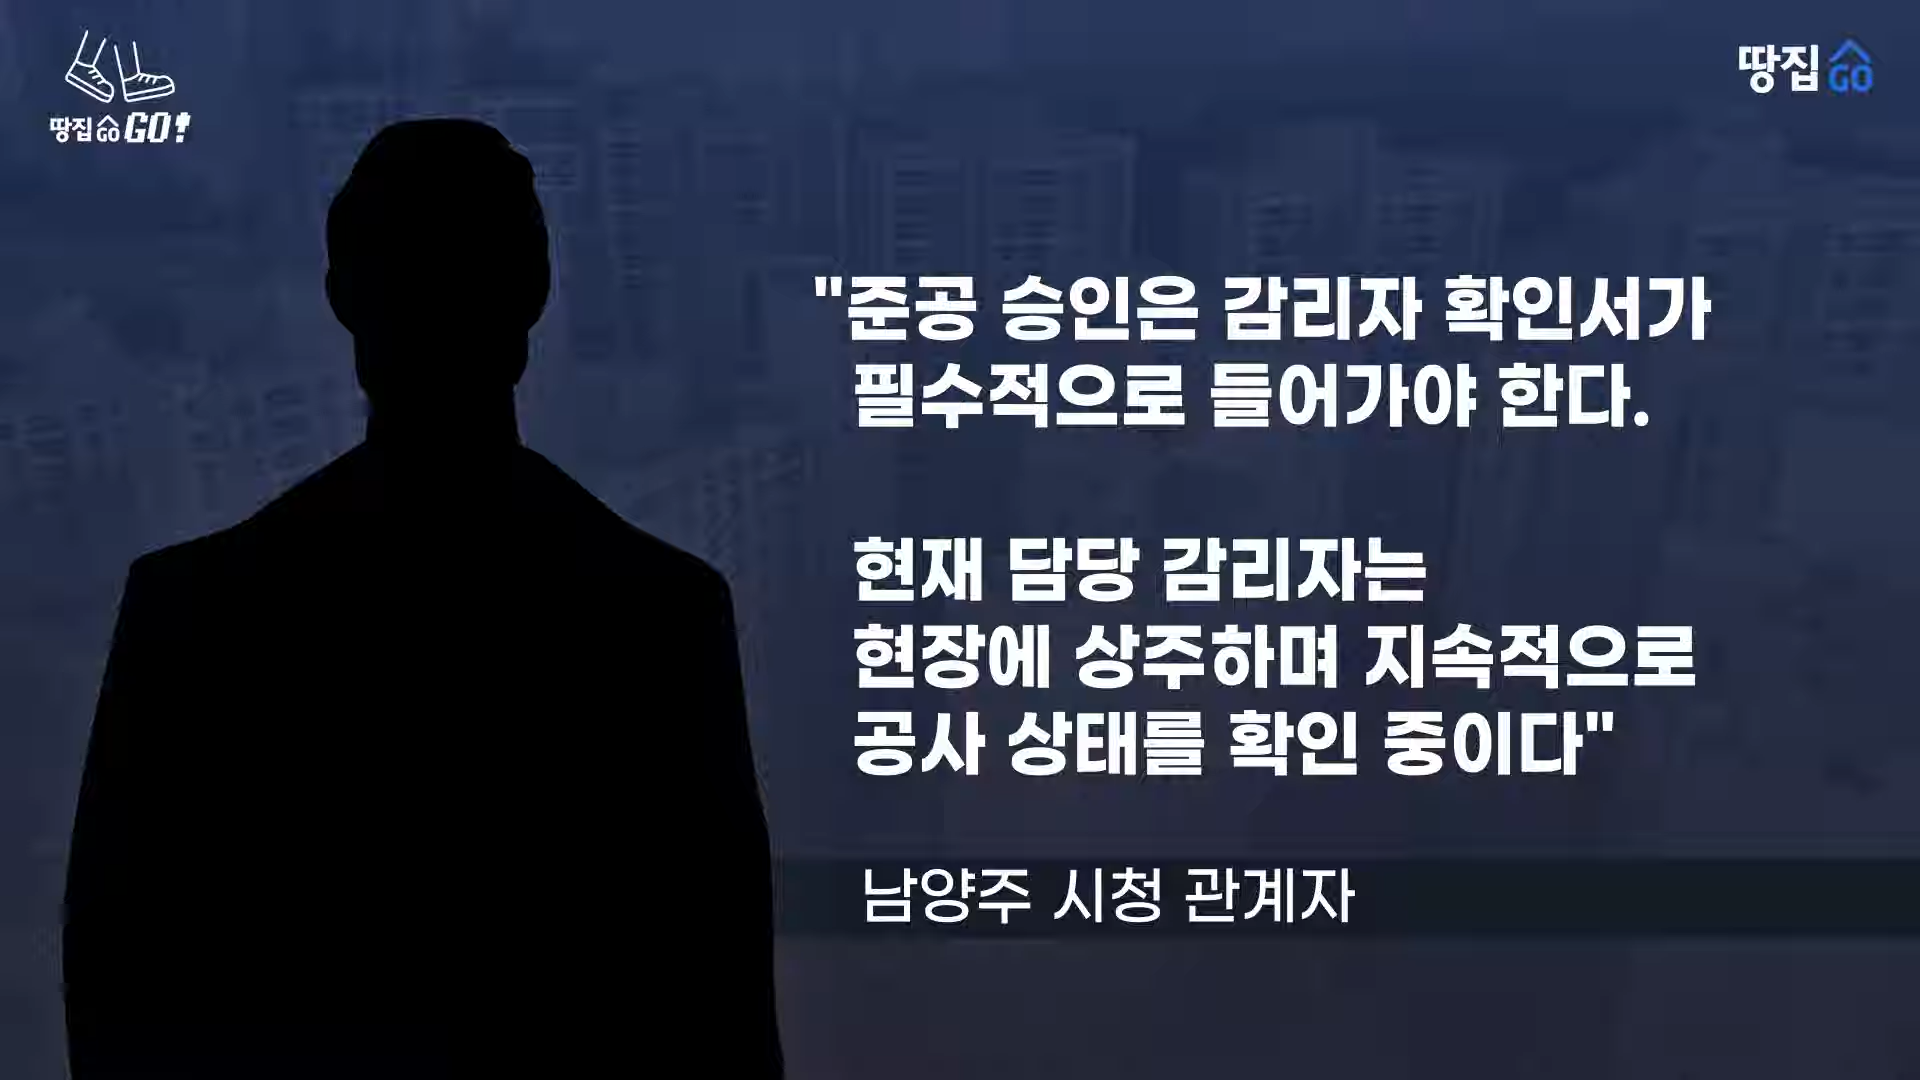 땅집GO GO!
땅집GO
"준공 승인은 감리자 확인서가
필수적으로 들어가야 한다.
현재 담당 감리자는
현장에 상주하며 지속적으로
공사 상태를 확인 중이다"
남양주 시청 관계자